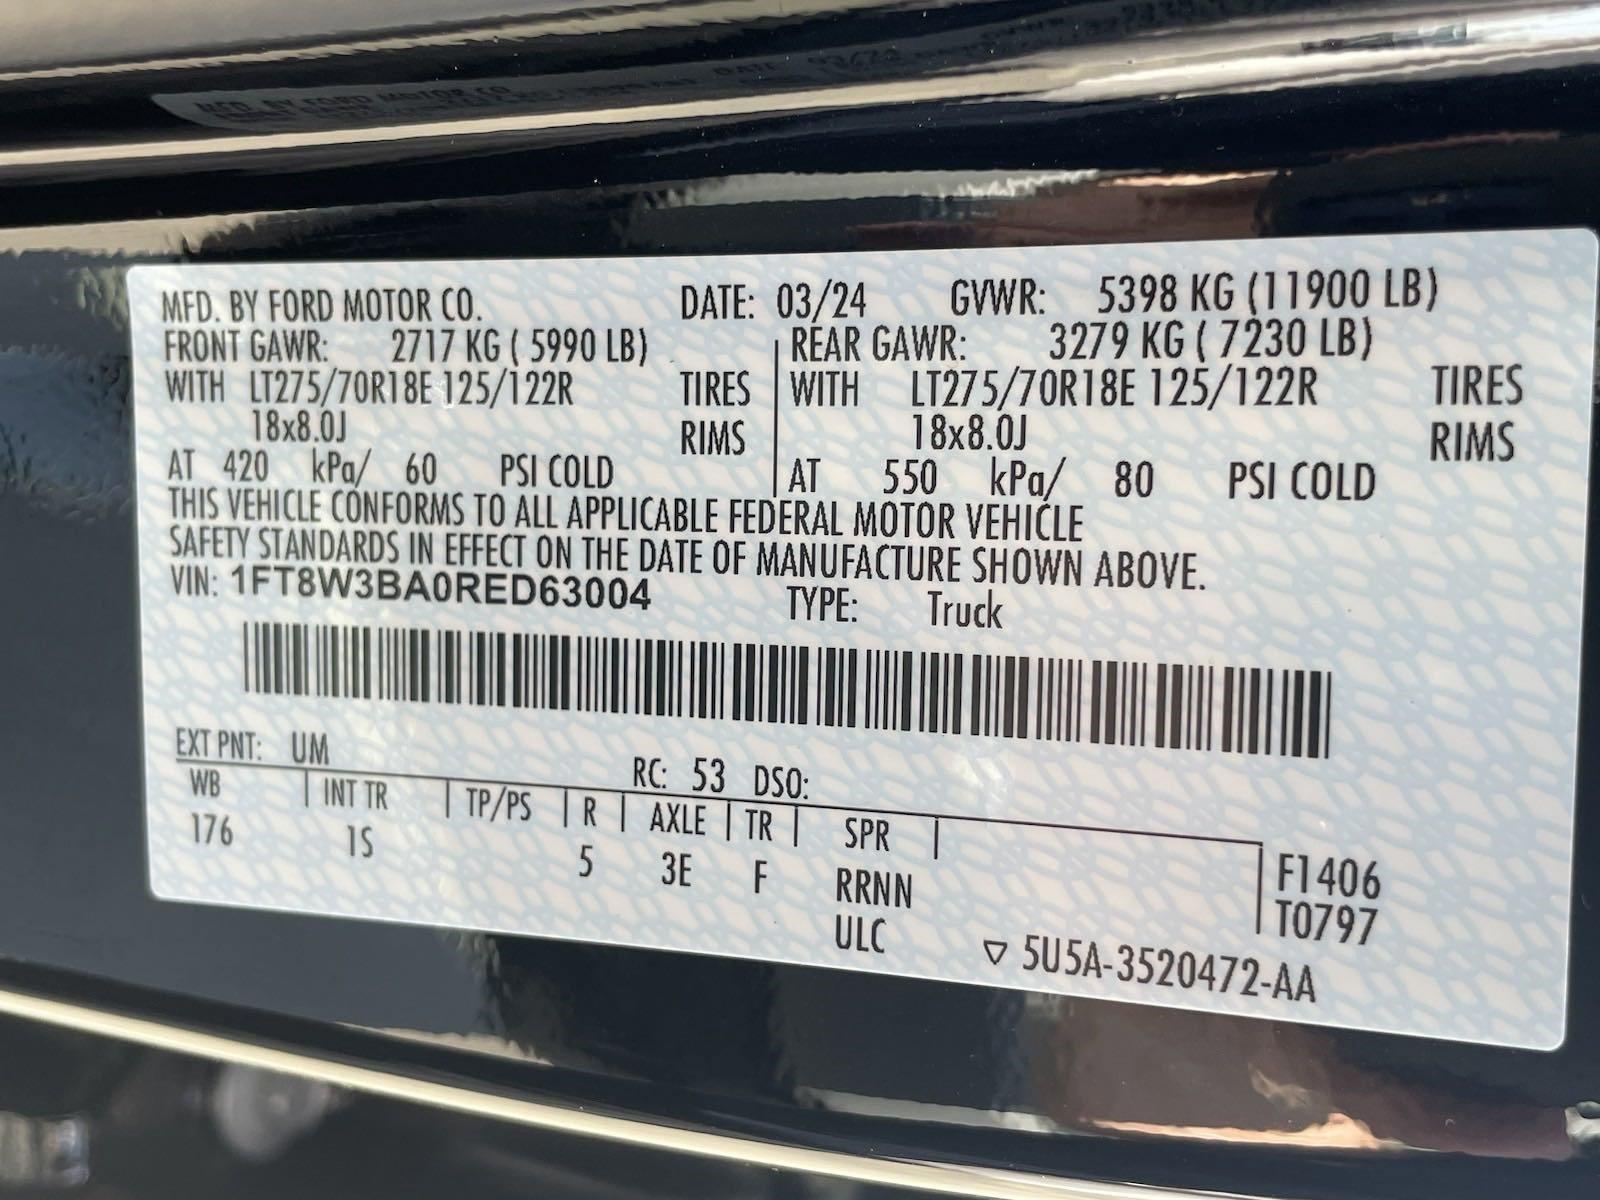 MFD. BY FORD MOTOR CO. DATE: 03/24 GVWR: 5398 KG (11900 LB)
FRONT GAWR: 2717 KG ( 5990 LB) REAR GAWR: 3279 KG ( 7230 LB)
WITH LT275/70R18E 125/122R TIRES WITH LT275/70R18E 125/122R TIRES
18x8.0J RIMS 18x8.0J RIMS
AT 420 kPa/ 60 PSI COLD AT 550 kPa/ 80 PSI COLD
THIS VEHICLE CONFORMS TO ALL APPLICABLE FEDERAL MOTOR VEHICLE
SAFETY STANDARDS IN EFFECT ON THE DATE OF MANUFACTURE SHOWN ABOVE.
VIN: 1FT8W3BA0RED63004 TYPE: Truck
EXT PNT: UM RC: 53 DSO:
WB | INT TR | TP/PS | R | AXLE | TR | SPR |
176 1S 5 3E F RRNN F1406
ULC T0797
▽ 5U5A-3520472-AA